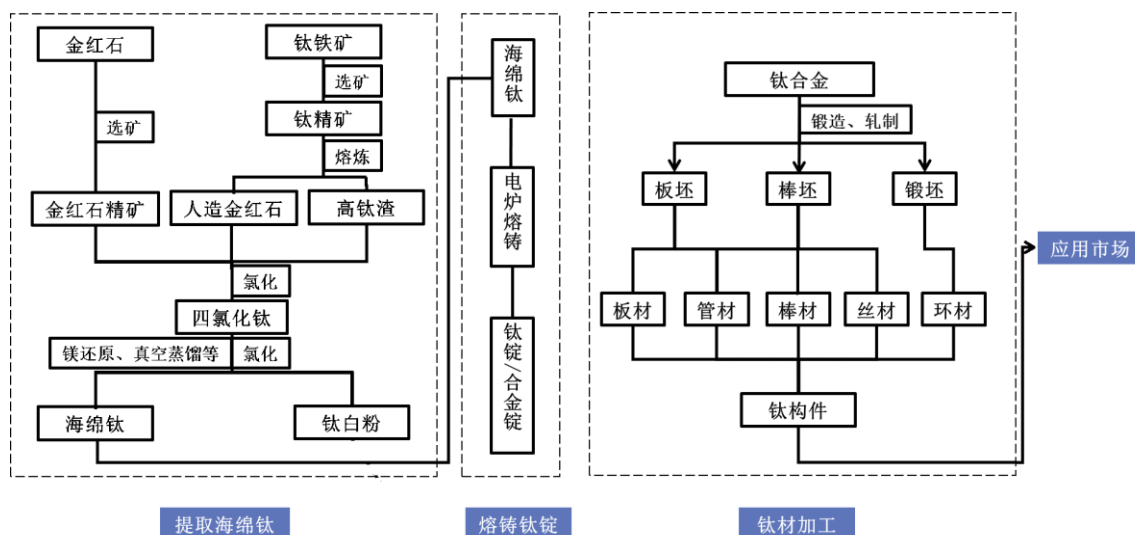 金红石
钛铁矿
选矿
钛精矿
选矿
熔炼
金红石精矿
人造金红石
高钛渣
氯化
四氯化钛
镁还原、真空蒸馏等
氯化
海绵钛
钛白粉
提取海绵钛
海绵钛
电炉熔铸
钛锭/合金锭
熔铸钛锭
钛合金
锻造、轧制
板坯
棒坯
锻坯
板材
管材
棒材
丝材
环材
钛构件
钛材加工
应用市场